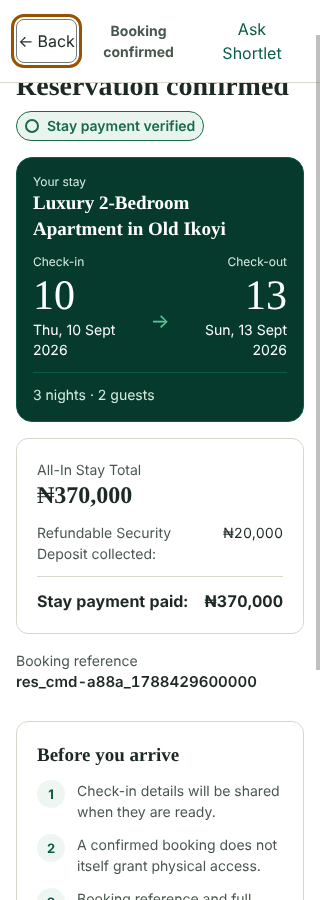 ← Back
Booking
confirmed
Ask
Shortlet
Reservation confirmed
Stay payment verified
Your stay
Luxury 2-Bedroom
Apartment in Old Ikoyi
Check-in
Check-out
10
13
Thu, 10 Sept
2026
→
Sun, 13 Sept
2026
3 nights · 2 guests
All-In Stay Total
₦370,000
Refundable Security
Deposit collected:
₦20,000
Stay payment paid: ₦370,000
Booking reference
res_cmd-a88a_1788429600000
Before you arrive
1 Check-in details will be shared
when they are ready.
2 A confirmed booking does not
itself grant physical access.
Booking reference and full